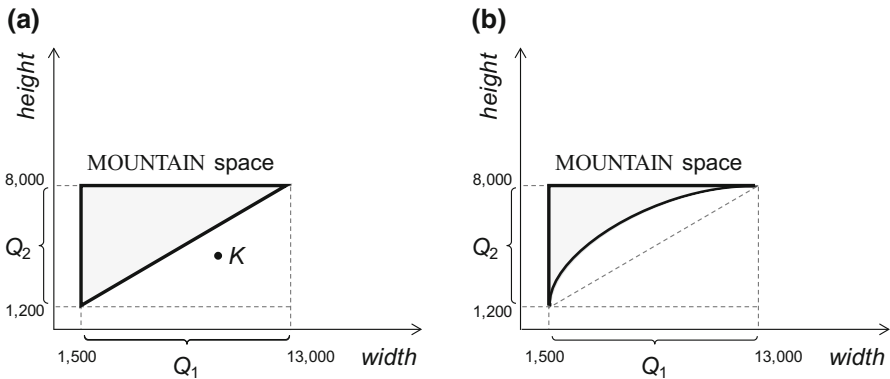 (a)
height
MOUNTAIN space
8,000
Q2
K
1,200
1,500
Q1
13,000
width
(b)
height
MOUNTAIN space
8,000
Q2
1,200
1,500
Q1
13,000
width